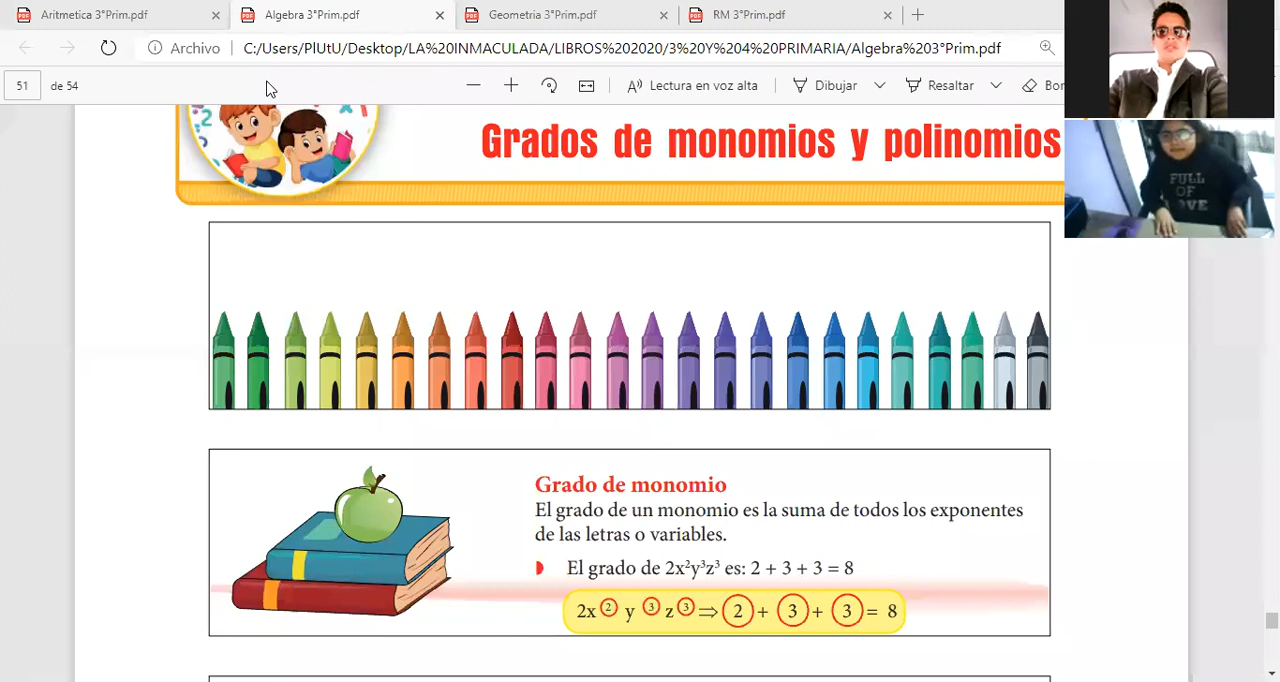 Aritmetica 3°Prim.pdf
Algebra 3°Prim.pdf
Geometria 3°Prim.pdf
RM 3°Prim.pdf
Archivo
C:/Users/PlUtU/Desktop/LA%20INMACULADA/LIBROS%202020/3%20Y%204%20PRIMARIA/Algebra%203°Prim.pdf
51 de 54
Lectura en voz alta
Dibujar
Resaltar
Bor
Grados de monomios y polinomios
FULL
OF
Grado de monomio
El grado de un monomio es la suma de todos los exponentes
de las letras o variables.
El grado de 2x²y³z³ es: 2 + 3 + 3 = 8
2x ② y ③ z ③ ⇒ ② + ③ + ③ = 8